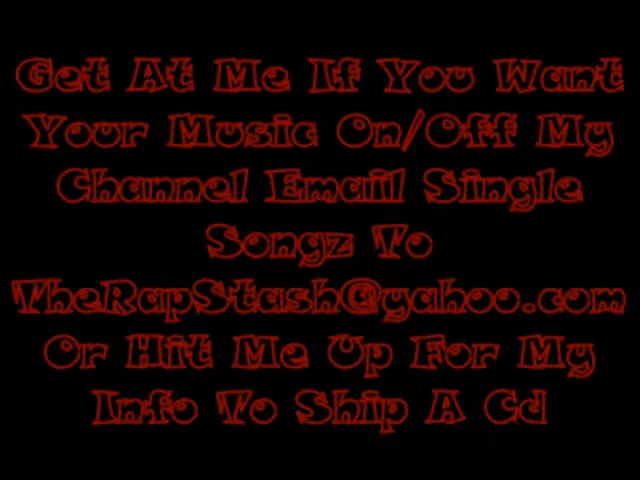 Get At Me If You Want
Your Music On/Off My
Channel Email Single
Songz To
TheRapStash@yahoo.com
Or Hit Me Up For My
Info To Ship A Cd